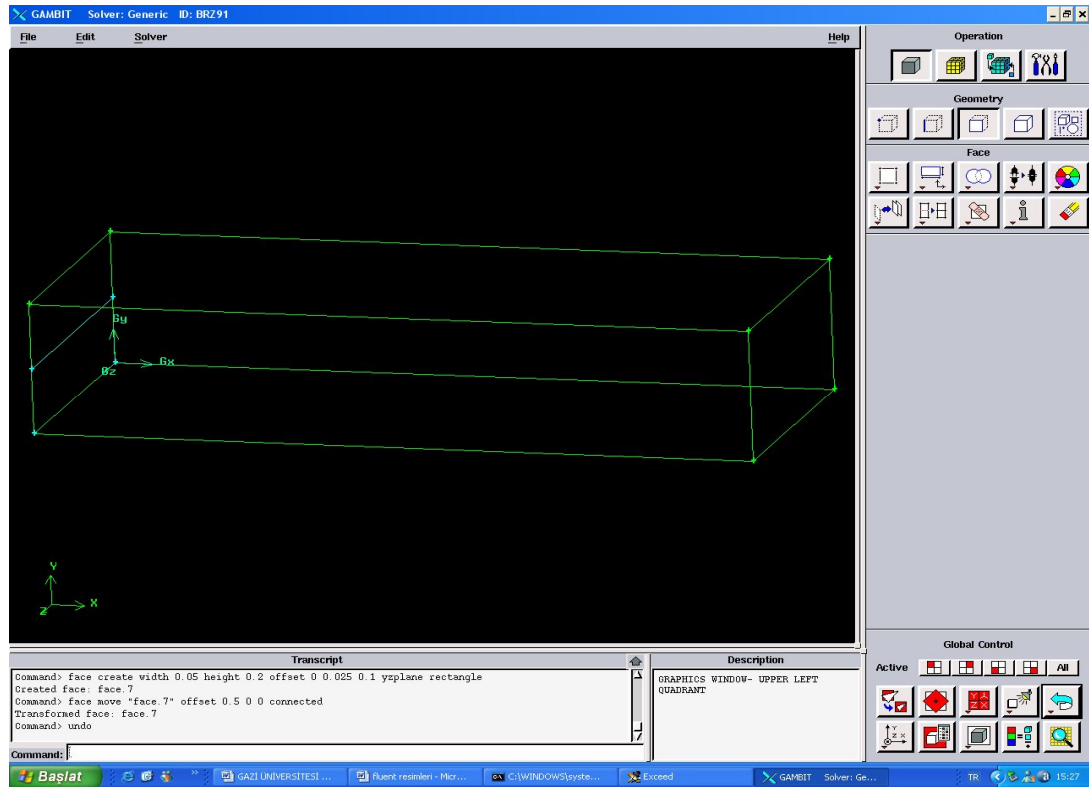 GAMBIT Solver: Generic ID: BRZ91
File Edit Solver Help
Operation
Geometry
Face
Gy
Gx
Gz
Y
X
Z
Global Control
Active All
Transcript
Command> face create width 0.05 height 0.2 offset 0 0.025 0.1 yzplane rectangle
Created face: face.7
Command> face move "face.7" offset 0.5 0 0 connected
Transformed face: face.7
Command> undo
Command:
Description
GRAPHICS WINDOW- UPPER LEFT
QUADRANT
Başlat
GAZİ ÜNİVERSİTESİ ...
fluent resimleri - Micr...
C:\WINDOWS\syste...
Exceed
GAMBIT Solver: Ge...
TR
15:27